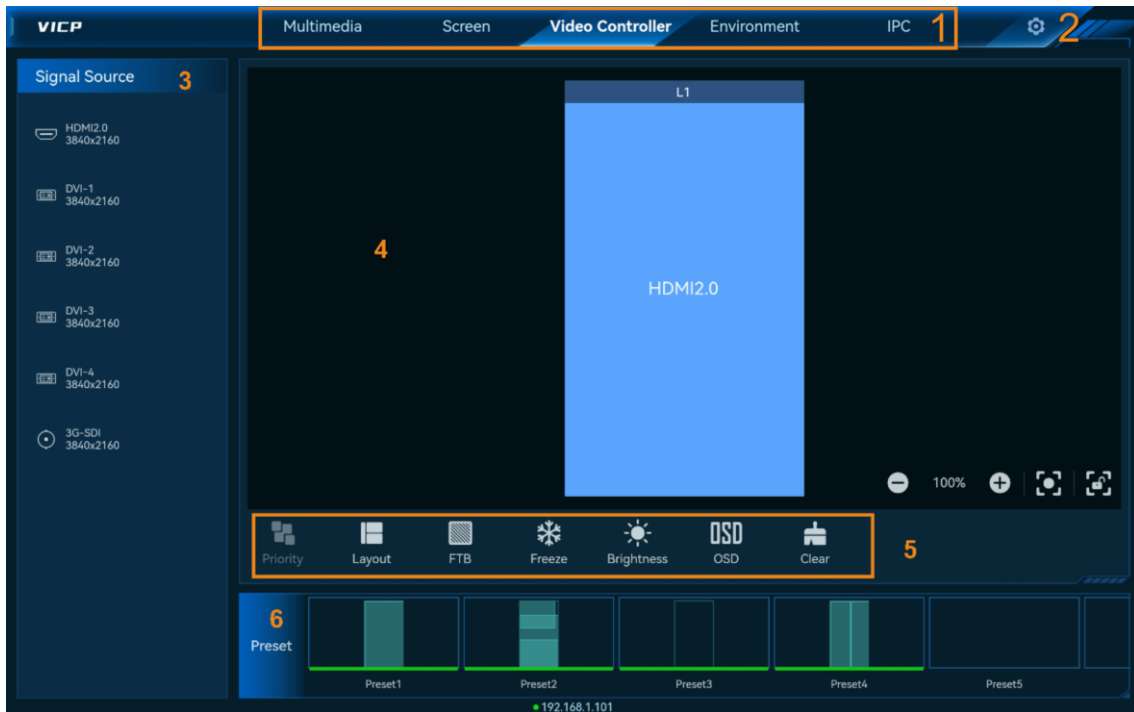 VICP
Multimedia
Screen
Video Controller
Environment
IPC
1
2
Signal Source
3
HDMI2.0
3840x2160
DVI-1
3840x2160
DVI-2
3840x2160
DVI-3
3840x2160
DVI-4
3840x2160
3G-SDI
3840x2160
L1
4
HDMI2.0
100%
Priority
Layout
FTB
Freeze
Brightness
OSD
OSD
Clear
5
6
Preset
Preset1
Preset2
Preset3
Preset4
Preset5
192.168.1.101